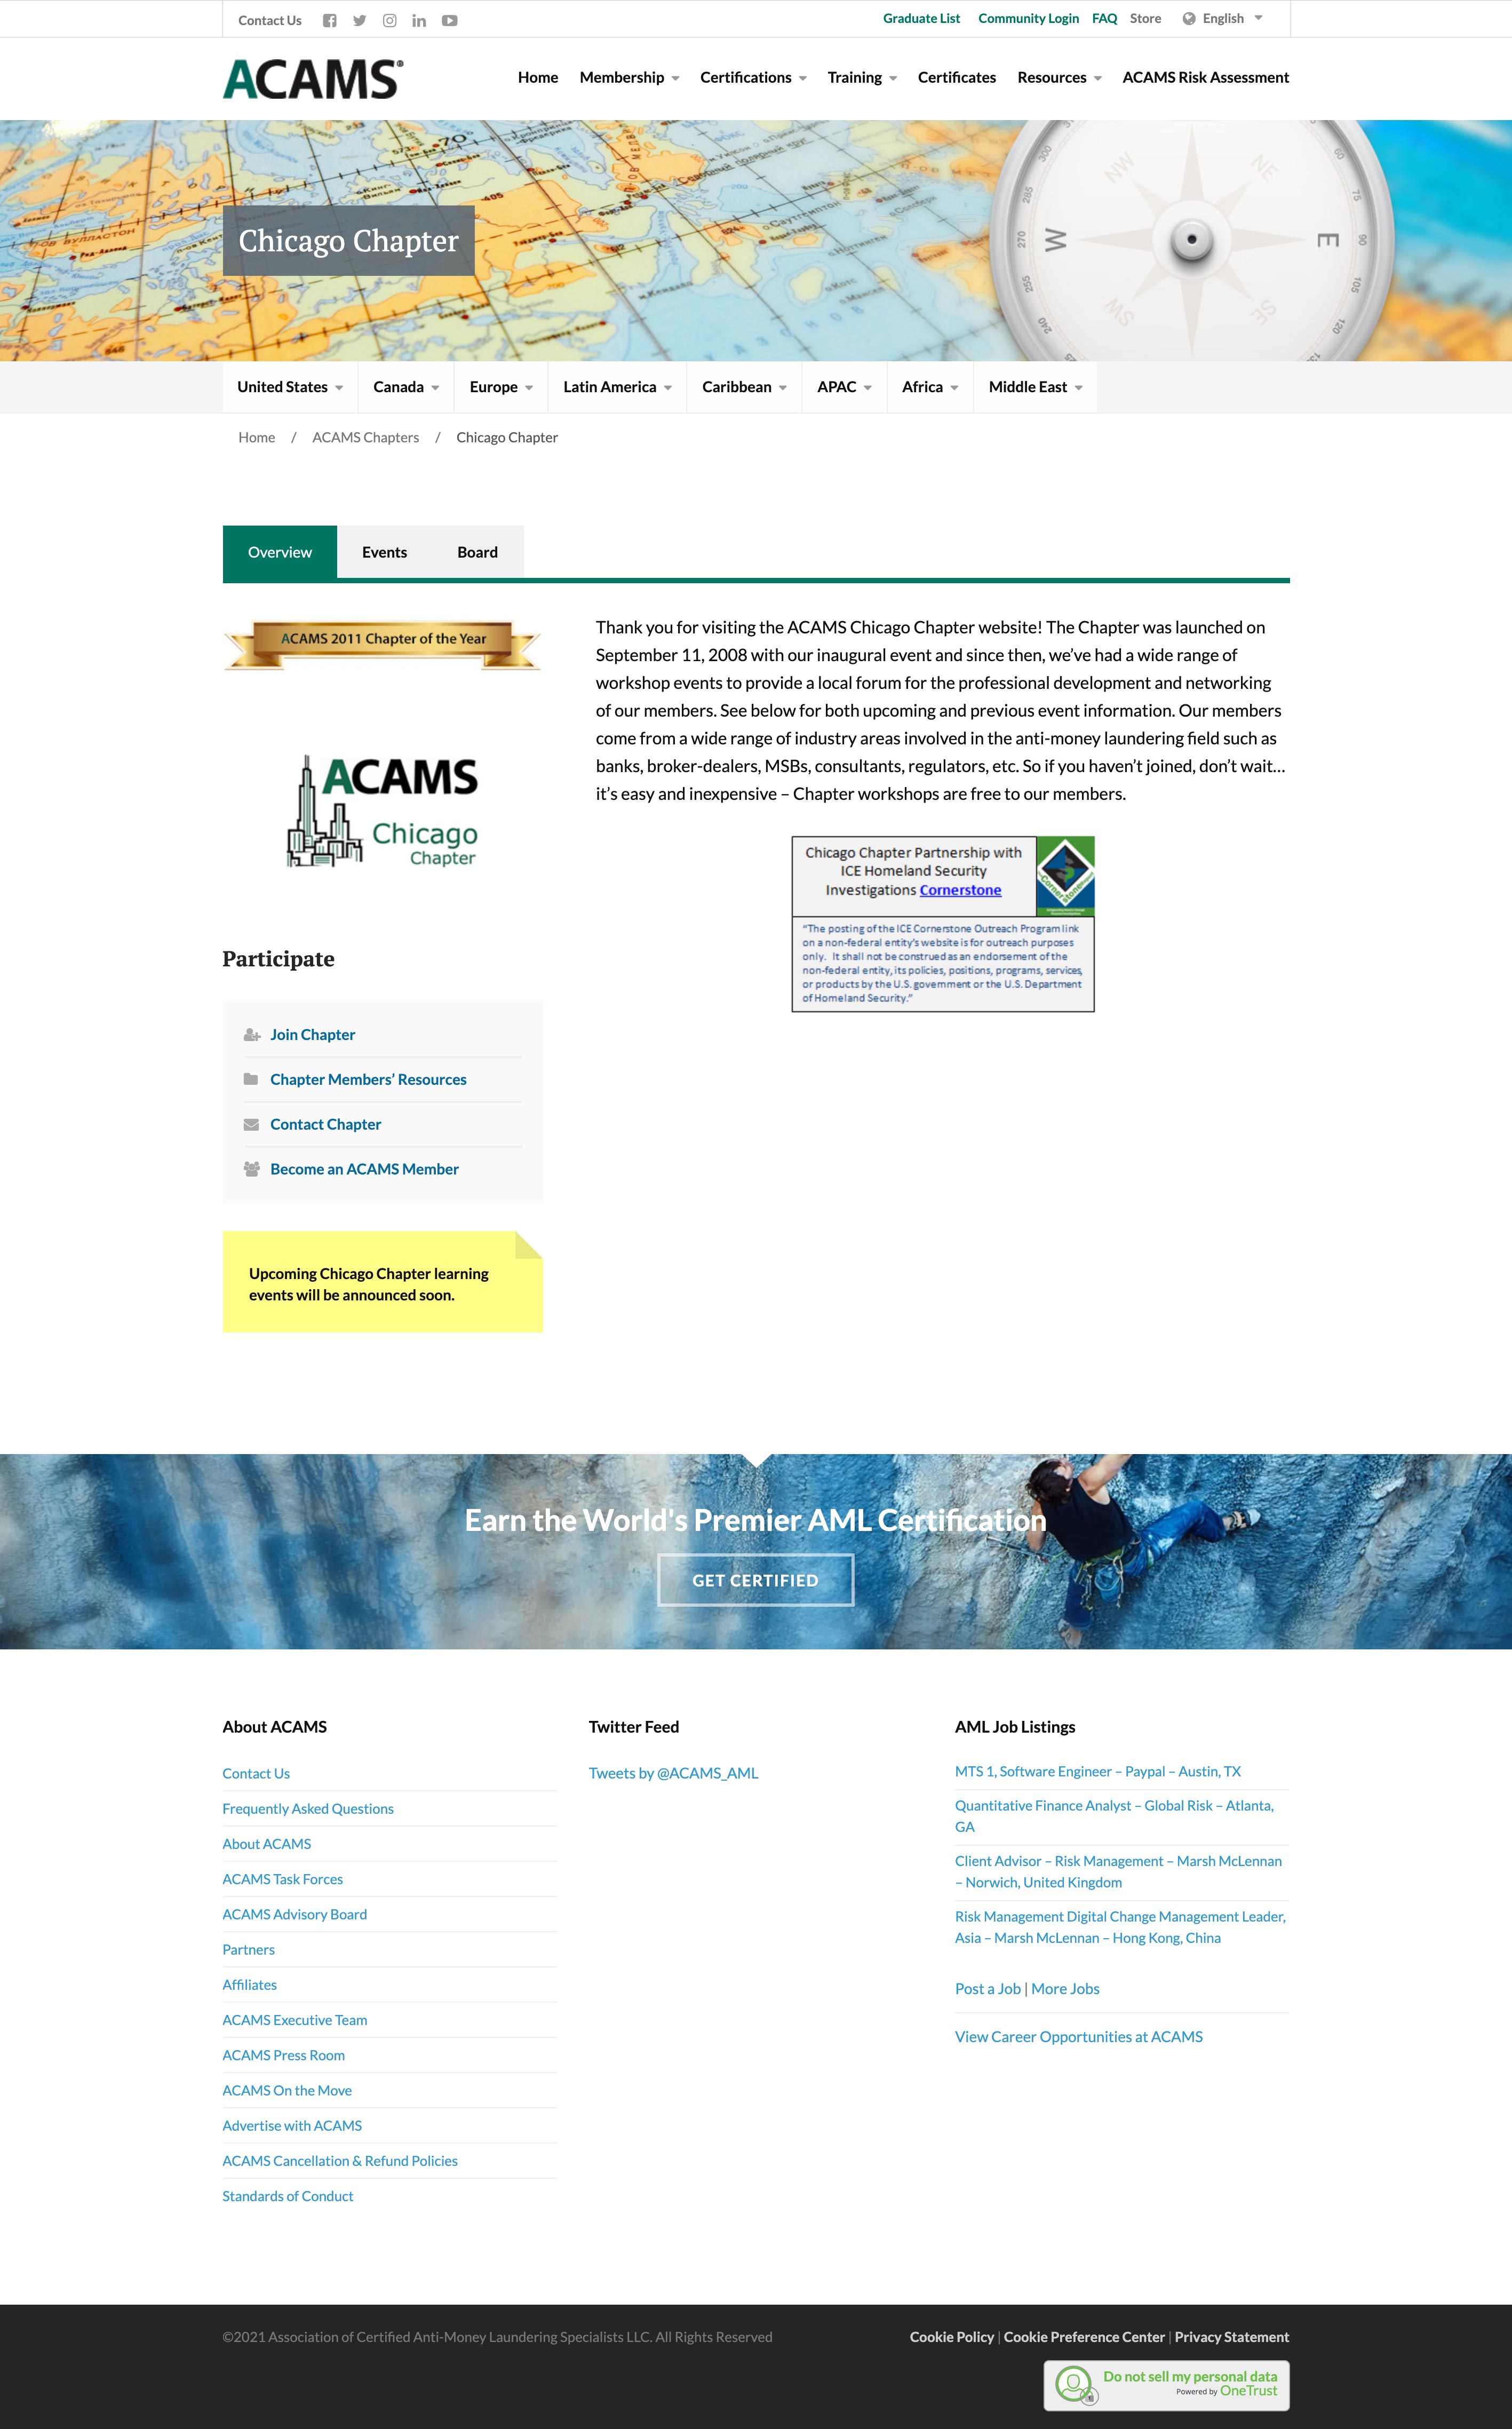 Contact Us
Graduate List Community Login FAQ Store English
ACAMS®
Home Membership Certifications Training Certificates Resources ACAMS Risk Assessment
Chicago Chapter
United States Canada Europe Latin America Caribbean APAC Africa Middle East
Home / ACAMS Chapters / Chicago Chapter
Overview Events Board
ACAMS 2011 Chapter of the Year
ACAMS
Chicago
Chapter
Thank you for visiting the ACAMS Chicago Chapter website! The Chapter was launched on
September 11, 2008 with our inaugural event and since then, we've had a wide range of
workshop events to provide a local forum for the professional development and networking
of our members. See below for both upcoming and previous event information. Our members
come from a wide range of industry areas involved in the anti-money laundering field such as
banks, broker-dealers, MSBs, consultants, regulators, etc. So if you haven't joined, don't wait…
it's easy and inexpensive – Chapter workshops are free to our members.
Chicago Chapter Partnership with
ICE Homeland Security
Investigations Cornerstone
"The posting of the ICE Cornerstone Outreach Program link
on a non-federal entity's website is for outreach purposes
only. It shall not be construed as an endorsement of the
non-federal entity, its policies, positions, programs, services,
or products by the U.S. government or the U.S. Department
of Homeland Security."
Participate
Join Chapter
Chapter Members' Resources
Contact Chapter
Become an ACAMS Member
Upcoming Chicago Chapter learning
events will be announced soon.
Earn the World's Premier AML Certification
GET CERTIFIED
About ACAMS
Contact Us
Frequently Asked Questions
About ACAMS
ACAMS Task Forces
ACAMS Advisory Board
Partners
Affiliates
ACAMS Executive Team
ACAMS Press Room
ACAMS On the Move
Advertise with ACAMS
ACAMS Cancellation & Refund Policies
Standards of Conduct
Twitter Feed
Tweets by @ACAMS_AML
AML Job Listings
MTS 1, Software Engineer – Paypal – Austin, TX
Quantitative Finance Analyst – Global Risk – Atlanta,
GA
Client Advisor – Risk Management – Marsh McLennan
– Norwich, United Kingdom
Risk Management Digital Change Management Leader,
Asia – Marsh McLennan – Hong Kong, China
Post a Job | More Jobs
View Career Opportunities at ACAMS
©2021 Association of Certified Anti-Money Laundering Specialists LLC. All Rights Reserved
Cookie Policy | Cookie Preference Center | Privacy Statement
Do not sell my personal data
Powered by OneTrust